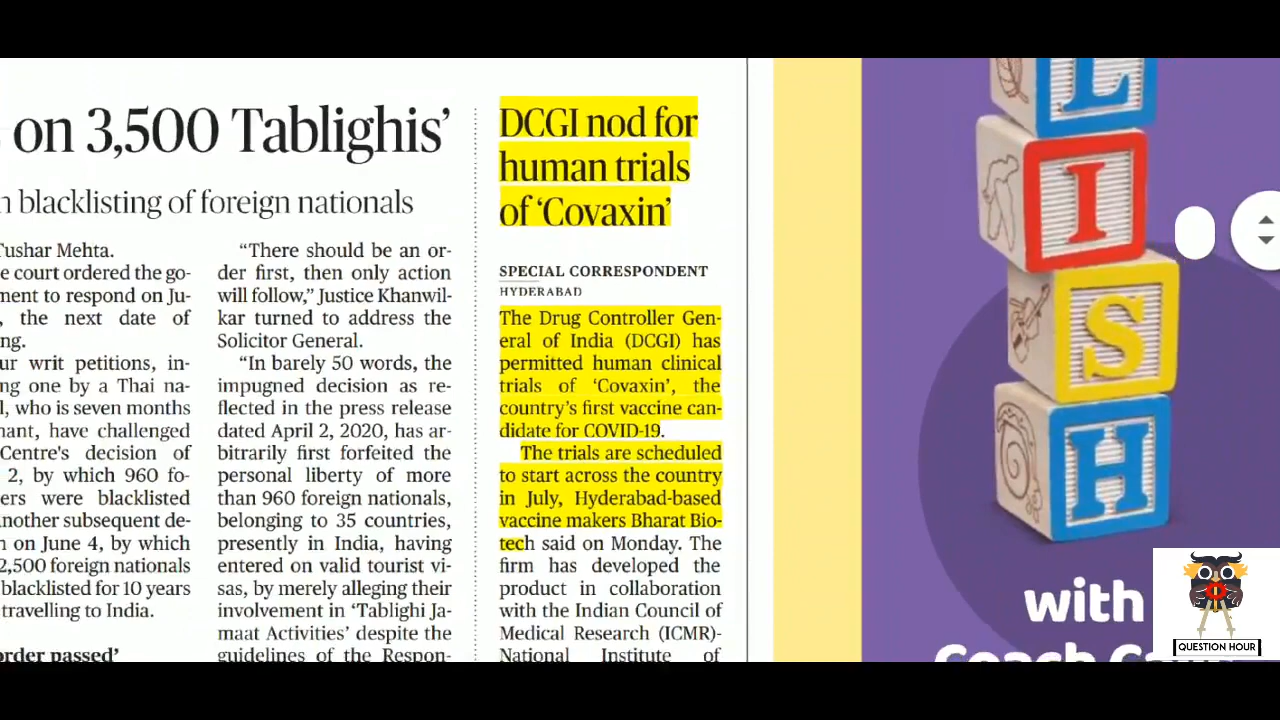 on 3,500 Tablighis’
blacklisting of foreign nationals
Tushar Mehta.
e court ordered the go-
ment to respond on Ju-
, the next date of
ng.
ur writ petitions, in-
ng one by a Thai na-
l, who is seven months
nant, have challenged
Centre's decision of
2, by which 960 fo-
ers were blacklisted
another subsequent de-
n on June 4, by which
2,500 foreign nationals
blacklisted for 10 years
travelling to India.
order passed’
“There should be an or-
der first, then only action
will follow,” Justice Khanwil-
kar turned to address the
Solicitor General.
“In barely 50 words, the
impugned decision as re-
flected in the press release
dated April 2, 2020, has ar-
bitrarily first forfeited the
personal liberty of more
than 960 foreign nationals,
belonging to 35 countries,
presently in India, having
entered on valid tourist vi-
sas, by merely alleging their
involvement in ‘Tablighi Ja-
maat Activities’ despite the
guidelines of the Respon-
DCGI nod for
human trials
of ‘Covaxin’
SPECIAL CORRESPONDENT
HYDERABAD
The Drug Controller Gen-
eral of India (DCGI) has
permitted human clinical
trials of ‘Covaxin’, the
country’s first vaccine can-
didate for COVID-19.
The trials are scheduled
to start across the country
in July, Hyderabad-based
vaccine makers Bharat Bio-
tech said on Monday. The
firm has developed the
product in collaboration
with the Indian Council of
Medical Research (ICMR)-
National Institute of
L
I
S
H
with
Coach
QUESTION HOUR